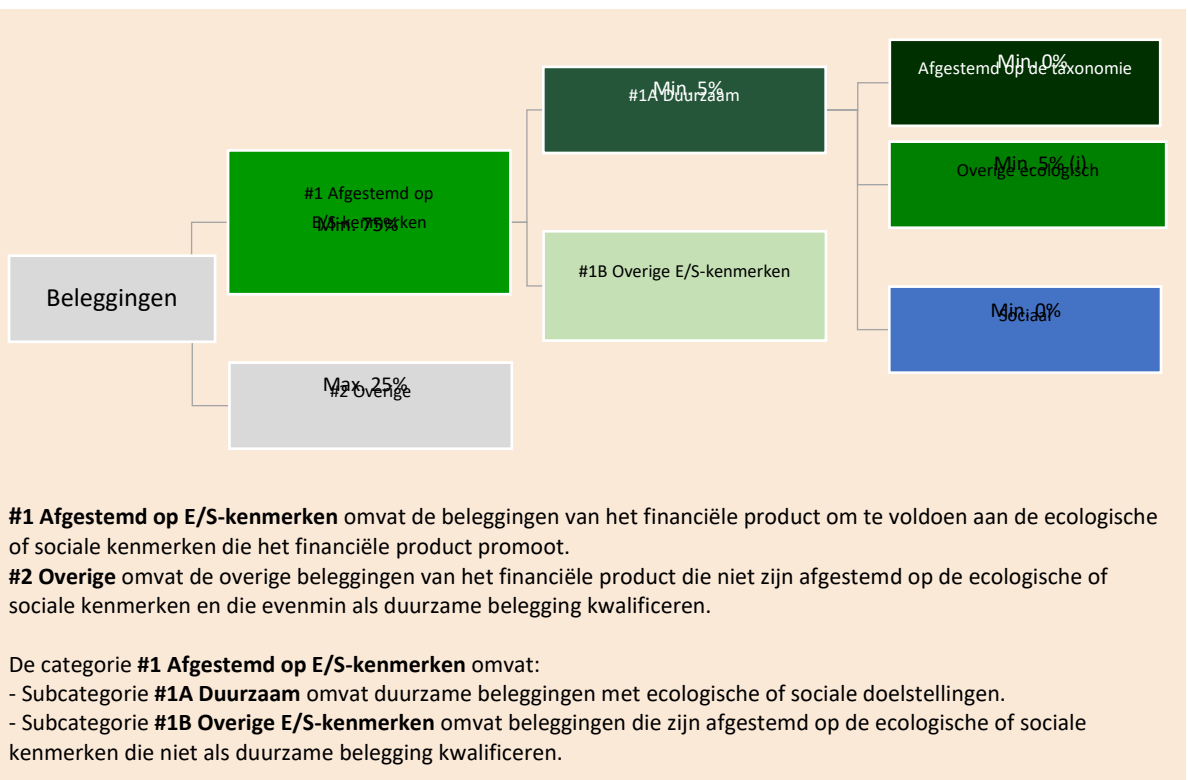 Min. 0%
Afgestemd op de taxonomie
Min. 5%
#1A Duurzaam
Min. 5% (i)
Overige ecologisch
#1 Afgestemd op
E/S-kenmerken
Min. 75%
#1B Overige E/S-kenmerken
Beleggingen
Min. 0%
Sociaal
Max. 25%
#2 Overige
#1 Afgestemd op E/S-kenmerken omvat de beleggingen van het financiële product om te voldoen aan de ecologische
of sociale kenmerken die het financiële product promoot.
#2 Overige omvat de overige beleggingen van het financiële product die niet zijn afgestemd op de ecologische of
sociale kenmerken en die evenmin als duurzame belegging kwalificeren.
De categorie #1 Afgestemd op E/S-kenmerken omvat:
- Subcategorie #1A Duurzaam omvat duurzame beleggingen met ecologische of sociale doelstellingen.
- Subcategorie #1B Overige E/S-kenmerken omvat beleggingen die zijn afgestemd op de ecologische of sociale
kenmerken die niet als duurzame belegging kwalificeren.